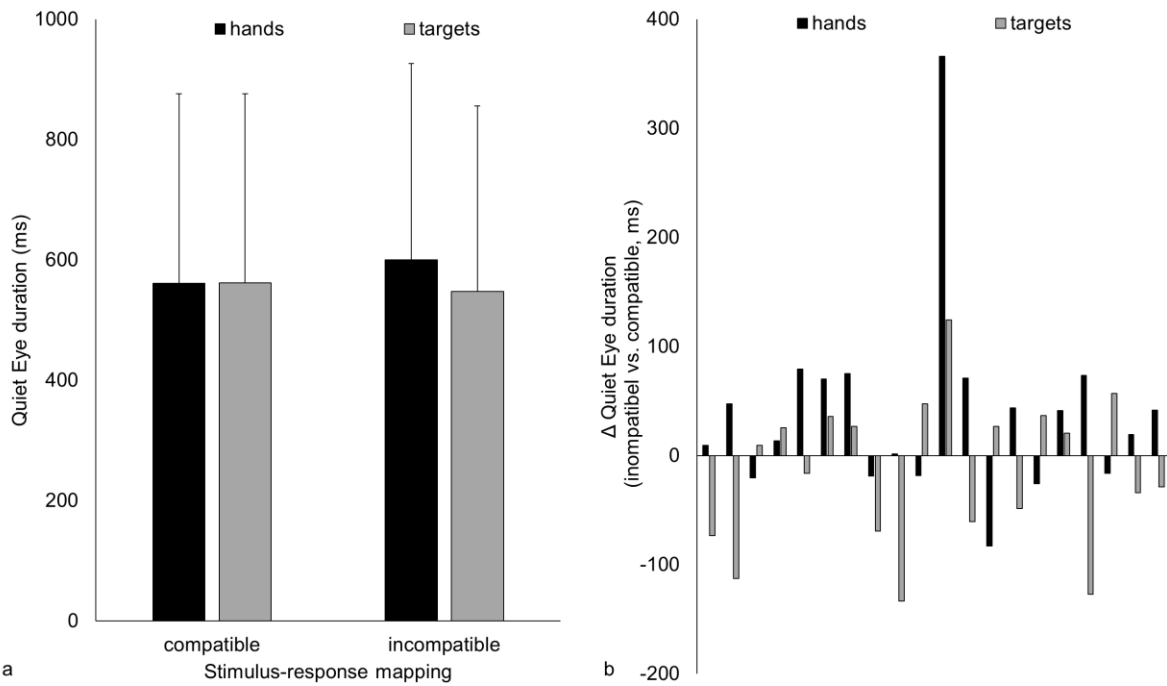 1000
800
600
400
200
0
Quiet Eye duration (ms)
hands
targets
compatible
incompatible
Stimulus-response mapping
a
400
300
200
100
0
-100
-200
Δ Quiet Eye duration
(inompatibel vs. compatible, ms)
hands
targets
b